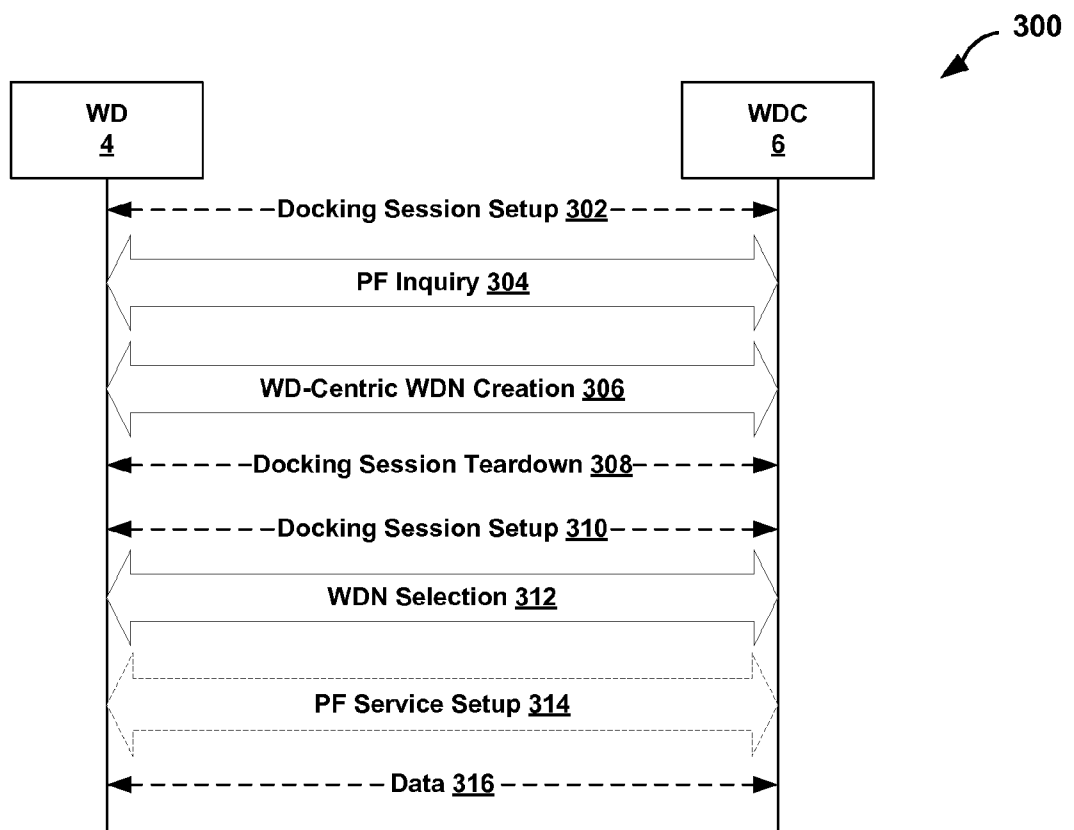 300
WD
4
WDC
6
Docking Session Setup 302
PF Inquiry 304
WD-Centric WDN Creation 306
Docking Session Teardown 308
Docking Session Setup 310
WDN Selection 312
PF Service Setup 314
Data 316